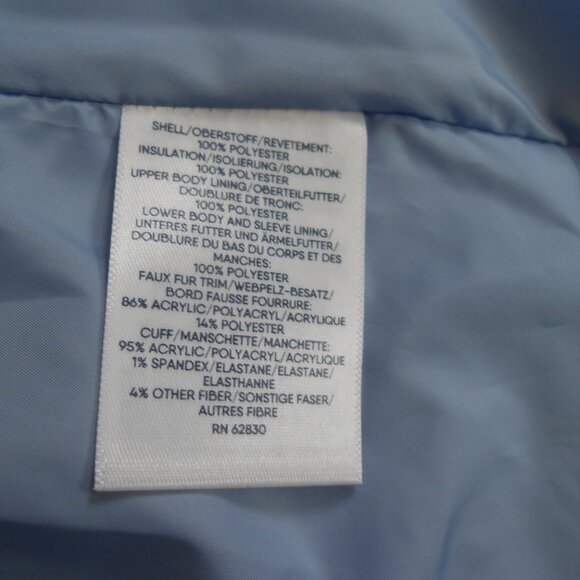 SHELL/OBERSTOFF/REVETEMENT:
100% POLYESTER
INSULATION/ISOLIERUNG/ISOLATION:
100% POLYESTER
UPPER BODY LINING/OBERTEILFUTTER/
DOUBLURE DE TRONC:
100% POLYESTER
LOWER BODY AND SLEEVE LINING/
UNTERES FUTTER UND ÄRMELFUTTER/
DOUBLURE DU BAS DU CORPS ET DES
MANCHES:
100% POLYESTER
FAUX FUR TRIM/WEBPELZ-BESATZ/
BORD FAUSSE FOURRURE:
86% ACRYLIC/POLYACRYL/ACRYLIQUE
14% POLYESTER
CUFF/MANSCHETTE/MANCHETTE:
95% ACRYLIC/POLYACRYL/ACRYLIQUE
1% SPANDEX/ELASTANE/ELASTANE/
ELASTHANNE
4% OTHER FIBER/SONSTIGE FASER/
AUTRES FIBRE
RN 62830